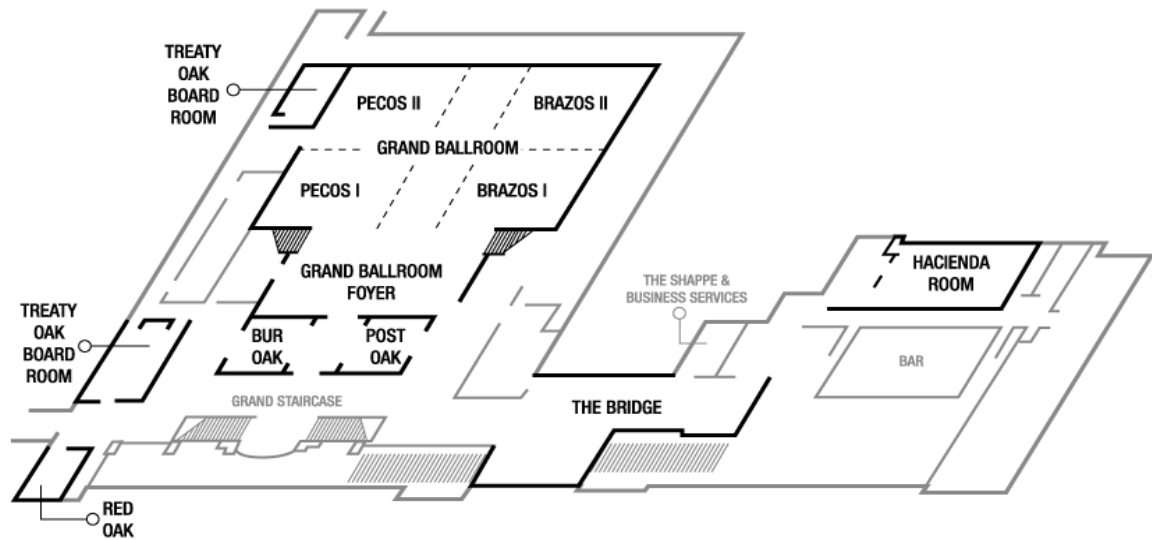 TREATY
OAK
BOARD
ROOM
PECOS II
BRAZOS II
GRAND BALLROOM
PECOS I
BRAZOS I
GRAND BALLROOM
FOYER
THE SHAPPE &
BUSINESS SERVICES
HACIENDA
ROOM
TREATY
OAK
BOARD
ROOM
BUR
OAK
POST
OAK
BAR
GRAND STAIRCASE
THE BRIDGE
RED
OAK